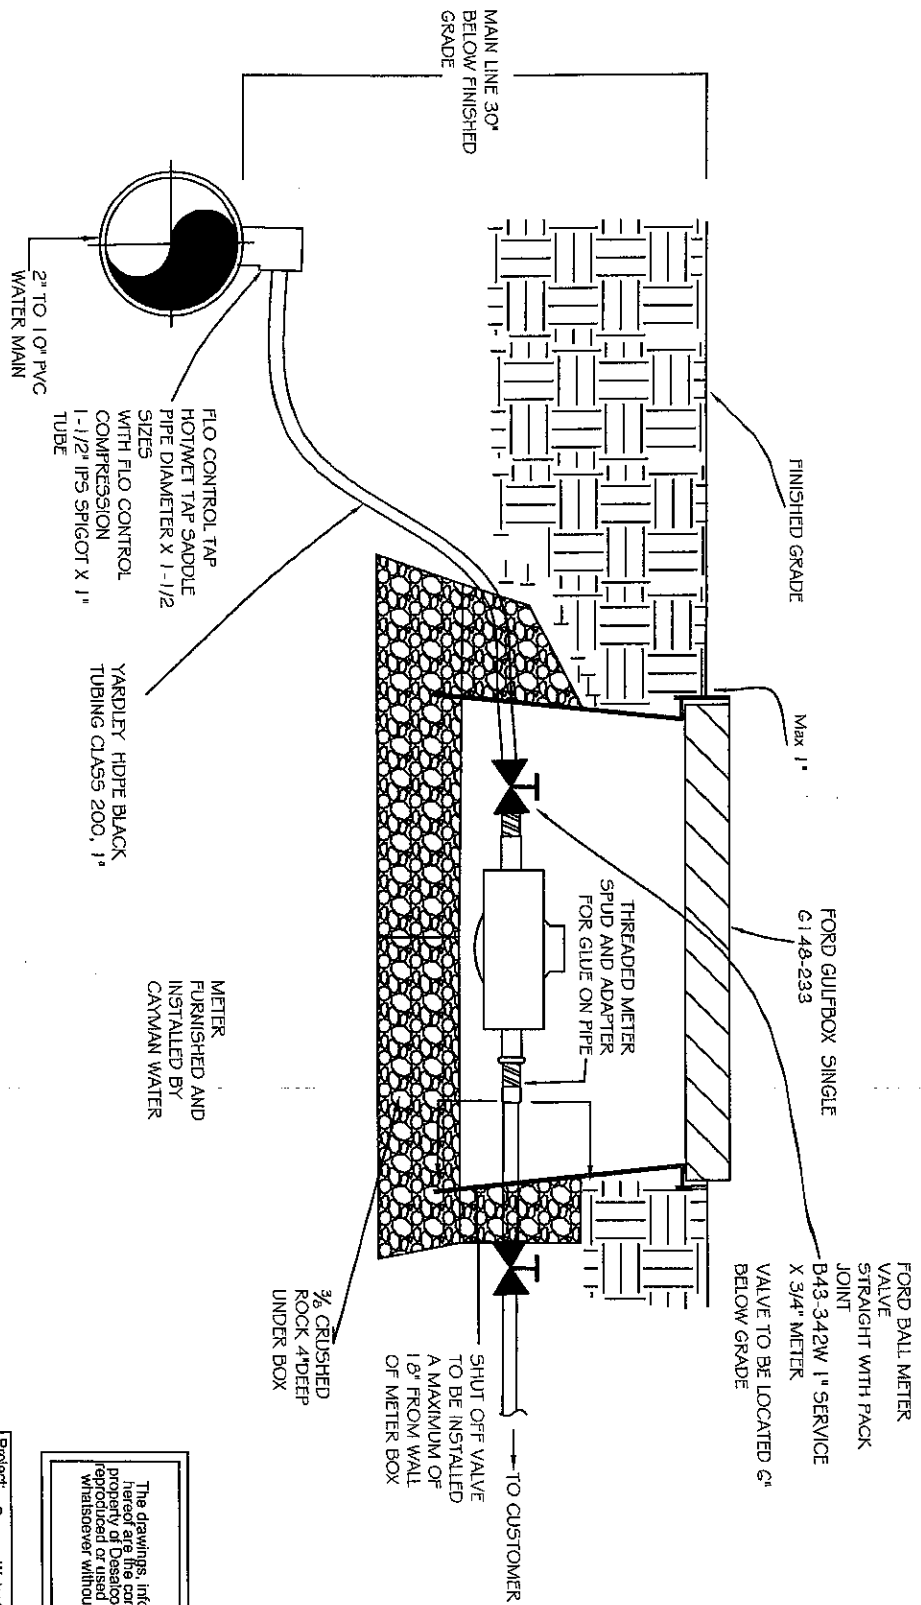 MAIN LINE 30"
BELOW FINISHED
GRADE
2" TO 10" PVC
WATER MAIN
FLO CONTROL TAP
HOT/WET TAP SADDLE
PIPE DIAMETER X 1-1/2
SIZES
WITH FLO CONTROL
COMPRESSION
1-1/2" IPS SPIGOT X 1"
TUBE
YARDLEY HDPE BLACK
TUBING CLASS 200, 1"
FINISHED GRADE
Max 1"
FORD GULFBOX SINGLE
G148-233
THREADED METER
SPUD AND ADAPTER
FOR GLUE ON PIPE
METER
FURNISHED AND
INSTALLED BY
CAYMAN WATER
3/8 CRUSHED
ROCK 4"DEEP
UNDER BOX
FORD BALL METER
VALVE
STRAIGHT WITH PACK
JOINT
B43-342W 1" SERVICE
X 3/4" METER
VALVE TO BE LOCATED 6"
BELOW GRADE
SHUT OFF VALVE
TO BE INSTALLED
A MAXIMUM OF
18" FROM WALL
OF METER BOX
TO CUSTOMER
The drawings,
hereof are the
property of
reproduced or used
whatsoever
Project: